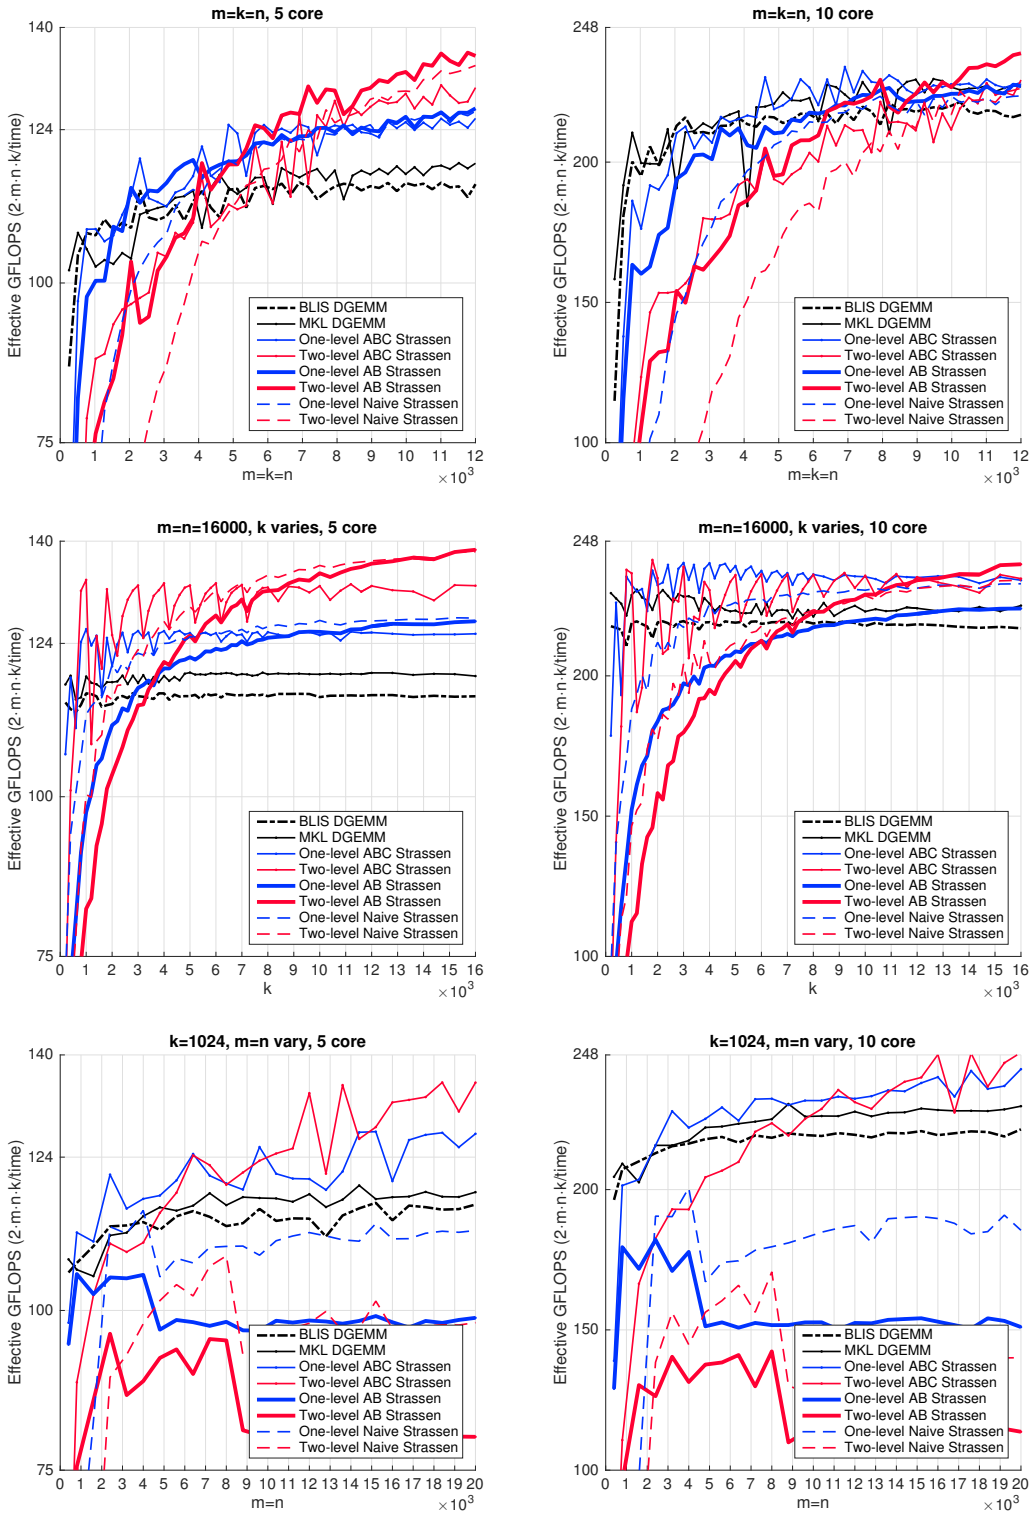 m=k=n, 5 core
140
124
100
75
Effective GFLOPS (2·m·n·k/time)
BLIS DGEMM
MKL DGEMM
One-level ABC Strassen
Two-level ABC Strassen
One-level AB Strassen
Two-level AB Strassen
One-level Naive Strassen
Two-level Naive Strassen
0 1 2 3 4 5 6 7 8 9 10 11 12
m=k=n
×10³
m=k=n, 10 core
248
200
150
100
Effective GFLOPS (2·m·n·k/time)
BLIS DGEMM
MKL DGEMM
One-level ABC Strassen
Two-level ABC Strassen
One-level AB Strassen
Two-level AB Strassen
One-level Naive Strassen
Two-level Naive Strassen
0 1 2 3 4 5 6 7 8 9 10 11 12
m=k=n
×10³
m=n=16000, k varies, 5 core
140
124
100
75
Effective GFLOPS (2·m·n·k/time)
BLIS DGEMM
MKL DGEMM
One-level ABC Strassen
Two-level ABC Strassen
One-level AB Strassen
Two-level AB Strassen
One-level Naive Strassen
Two-level Naive Strassen
0 1 2 3 4 5 6 7 8 9 10 11 12 13 14 15 16
k
×10³
m=n=16000, k varies, 10 core
248
200
150
100
Effective GFLOPS (2·m·n·k/time)
BLIS DGEMM
MKL DGEMM
One-level ABC Strassen
Two-level ABC Strassen
One-level AB Strassen
Two-level AB Strassen
One-level Naive Strassen
Two-level Naive Strassen
0 1 2 3 4 5 6 7 8 9 10 11 12 13 14 15 16
k
×10³
k=1024, m=n vary, 5 core
140
124
100
75
Effective GFLOPS (2·m·n·k/time)
BLIS DGEMM
MKL DGEMM
One-level ABC Strassen
Two-level ABC Strassen
One-level AB Strassen
Two-level AB Strassen
One-level Naive Strassen
Two-level Naive Strassen
0 1 2 3 4 5 6 7 8 9 10 11 12 13 14 15 16 17 18 19 20
m=n
×10³
k=1024, m=n vary, 10 core
248
200
150
100
Effective GFLOPS (2·m·n·k/time)
BLIS DGEMM
MKL DGEMM
One-level ABC Strassen
Two-level ABC Strassen
One-level AB Strassen
Two-level AB Strassen
One-level Naive Strassen
Two-level Naive Strassen
0 1 2 3 4 5 6 7 8 9 10 11 12 13 14 15 16 17 18 19 20
m=n
×10³